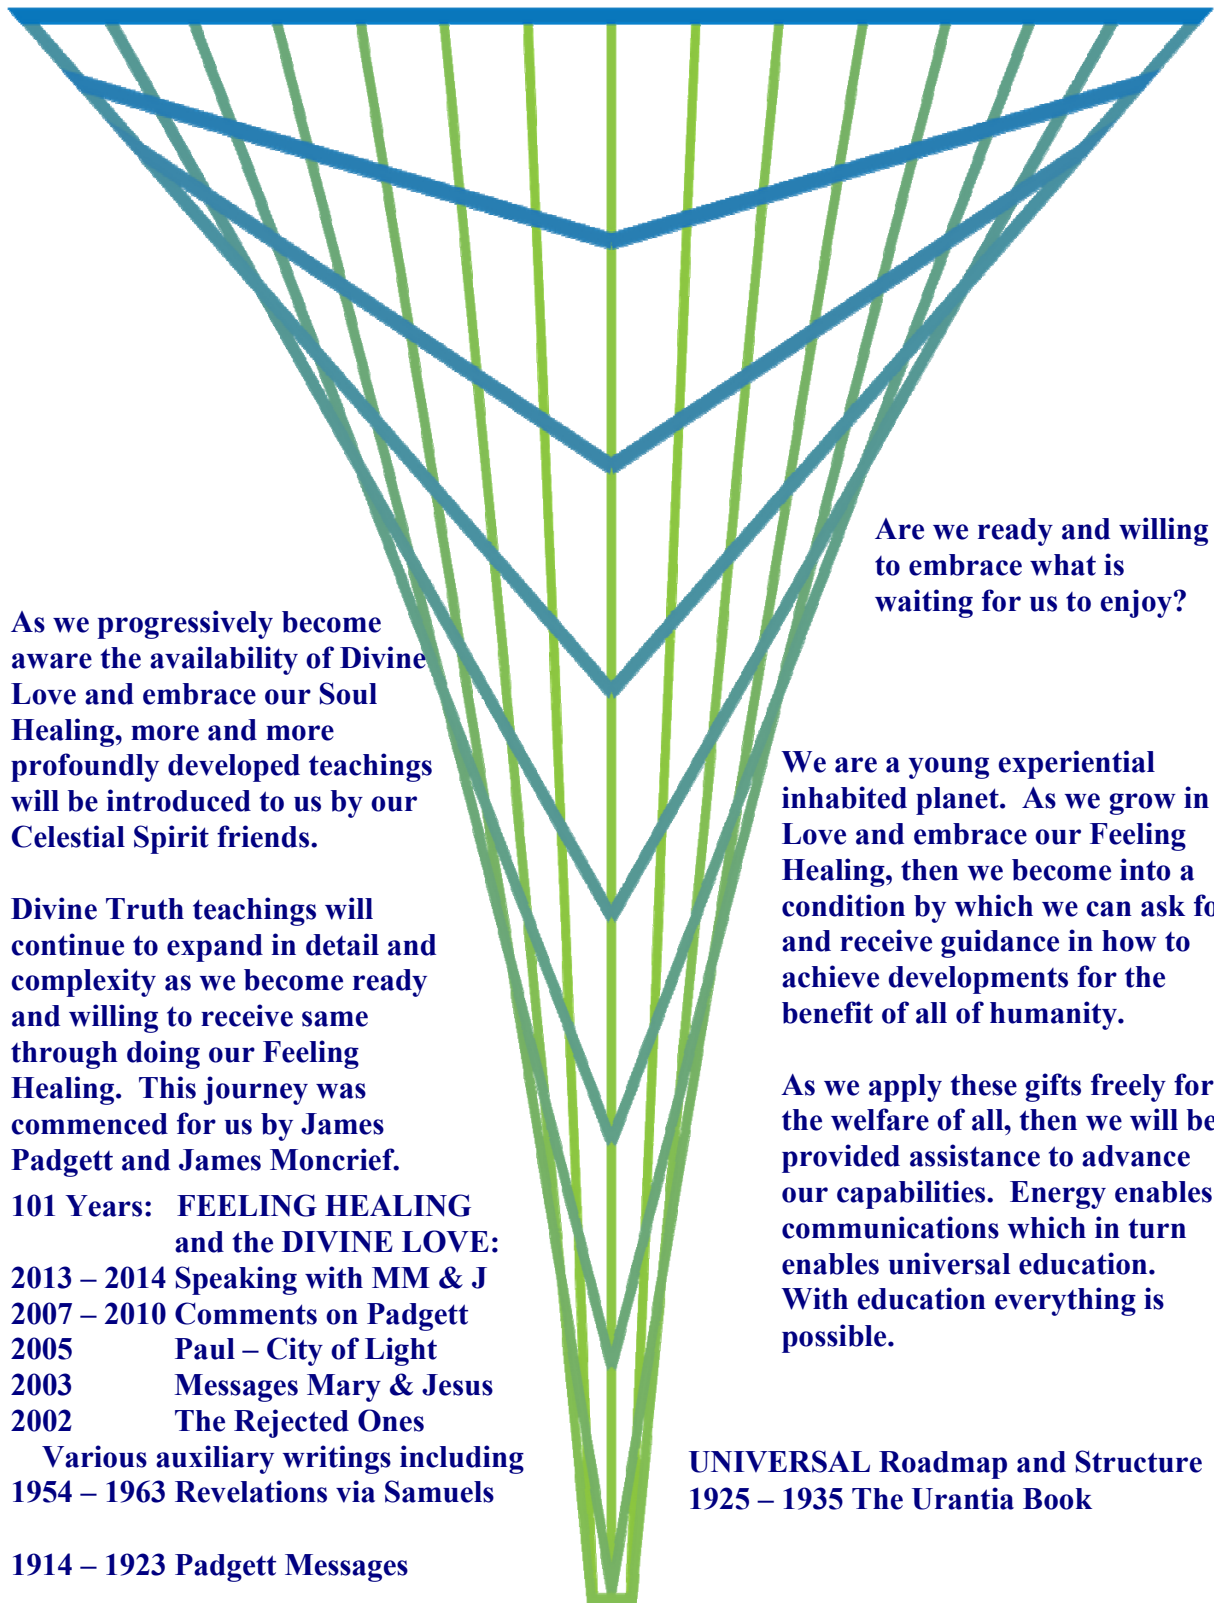 Are we ready and willing
to embrace what is
waiting for us to enjoy?
As we progressively become
aware the availability of Divine
Love and embrace our Soul
Healing, more and more
profoundly developed teachings
will be introduced to us by our
Celestial Spirit friends.
Divine Truth teachings will
continue to expand in detail and
complexity as we become ready
and willing to receive same
through doing our Feeling
Healing.  This journey was
commenced for us by James
Padgett and James Moncrief.
101 Years:   FEELING HEALING
and the DIVINE LOVE:
2013 – 2014 Speaking with MM & J
2007 – 2010 Comments on Padgett
2005 Paul – City of Light
2003 Messages Mary & Jesus
2002 The Rejected Ones
Various auxiliary writings including
1954 – 1963 Revelations via Samuels
1914 – 1923 Padgett Messages
We are a young experiential
inhabited planet.  As we grow in
Love and embrace our Feeling
Healing, then we become into a
condition by which we can ask fo
and receive guidance in how to
achieve developments for the
benefit of all of humanity.
As we apply these gifts freely for
the welfare of all, then we will be
provided assistance to advance
our capabilities.  Energy enables
communications which in turn
enables universal education.
With education everything is
possible.
UNIVERSAL Roadmap and Structure
1925 – 1935 The Urantia Book